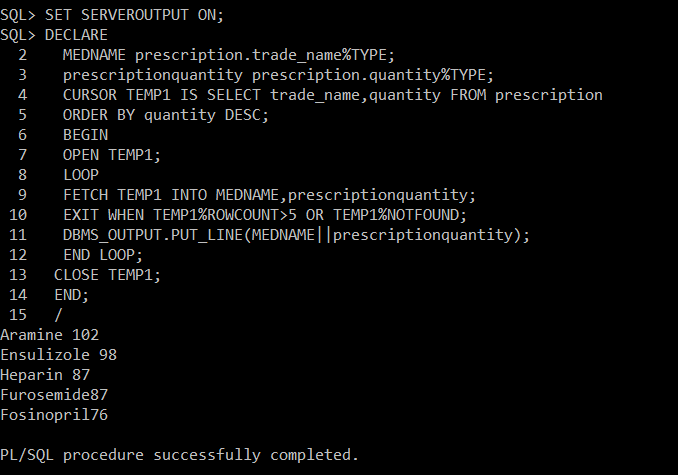 SQL> SET SERVEROUTPUT ON;
SQL> DECLARE
  2    MEDNAME prescription.trade_name%TYPE;
  3    prescriptionquantity prescription.quantity%TYPE;
  4    CURSOR TEMP1 IS SELECT trade_name,quantity FROM prescription
  5    ORDER BY quantity DESC;
  6    BEGIN
  7    OPEN TEMP1;
  8    LOOP
  9    FETCH TEMP1 INTO MEDNAME,prescriptionquantity;
 10    EXIT WHEN TEMP1%ROWCOUNT>5 OR TEMP1%NOTFOUND;
 11    DBMS_OUTPUT.PUT_LINE(MEDNAME||prescriptionquantity);
 12    END LOOP;
 13   CLOSE TEMP1;
 14   END;
 15   /
Aramine 102
Ensulizole 98
Heparin 87
Furosemide87
Fosinopril76
PL/SQL procedure successfully completed.